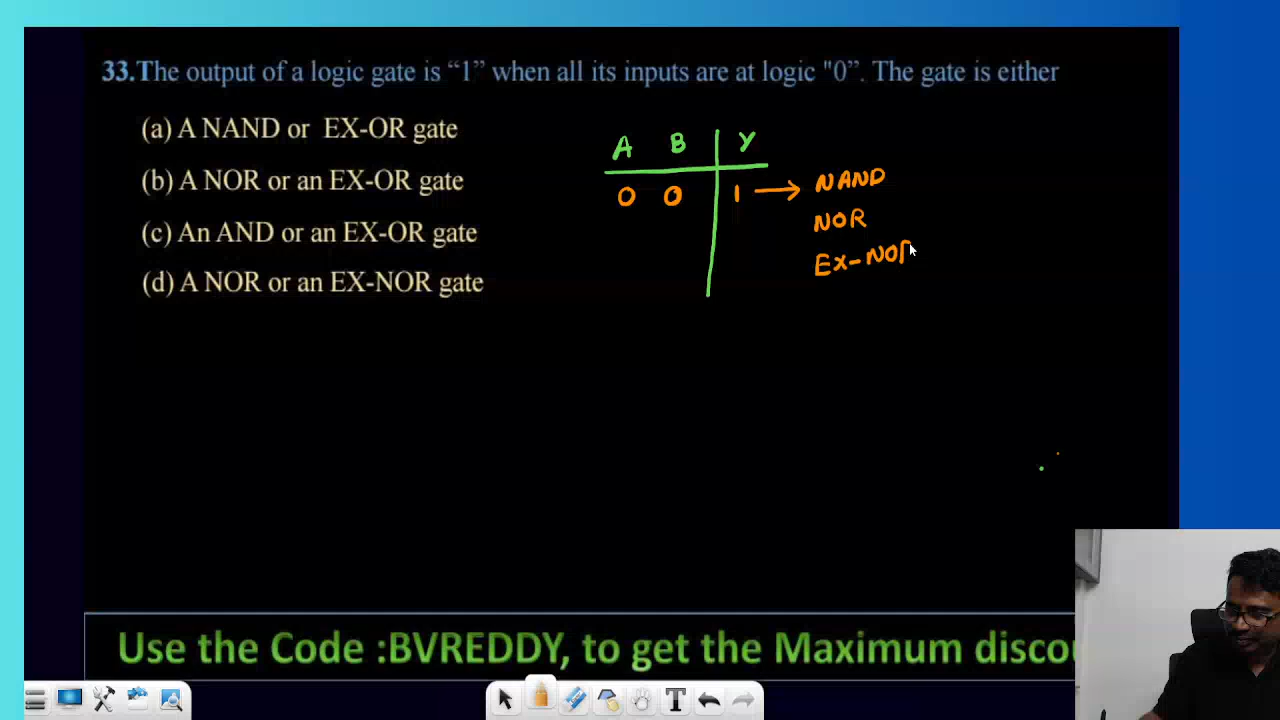 33.The output of a logic gate is “1” when all its inputs are at logic "0”. The gate is either
(a) A NAND or EX-OR gate
(b) A NOR or an EX-OR gate
(c) An AND or an EX-OR gate
(d) A NOR or an EX-NOR gate
A B Y
0 0 1 → NAND
NOR
EX-NOR
Use the Code :BVREDDY, to get the Maximum
T